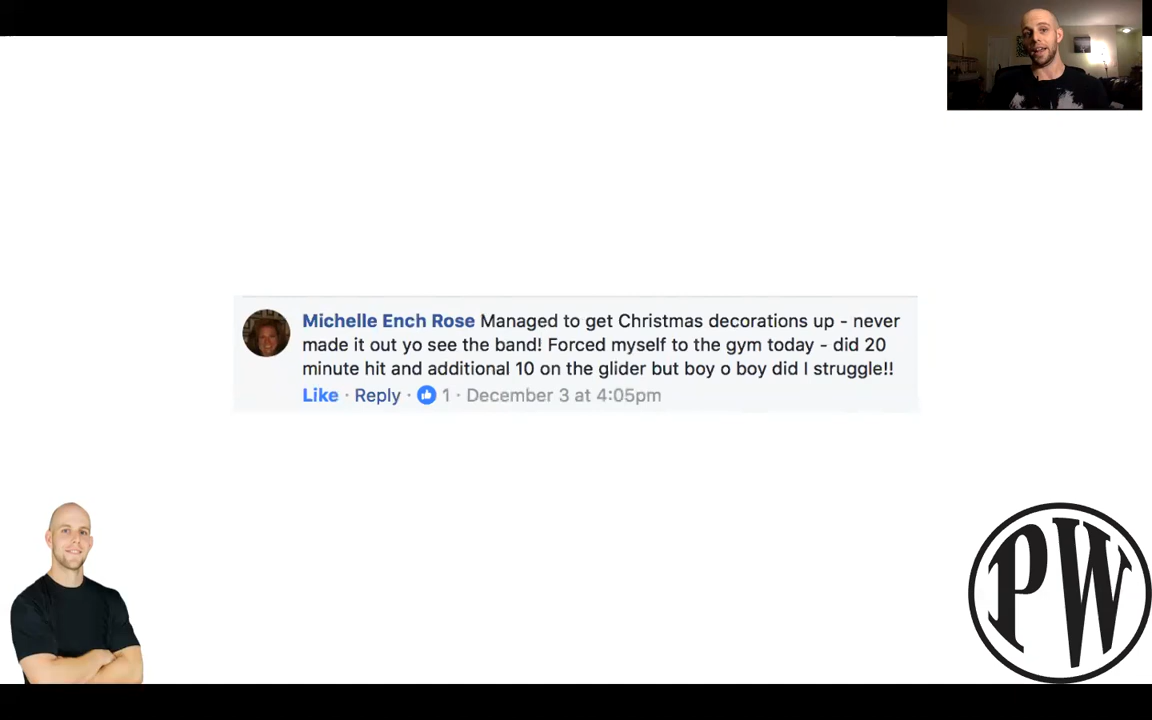 Michelle Ench Rose Managed to get Christmas decorations up - never
made it out yo see the band! Forced myself to the gym today - did 20
minute hit and additional 10 on the glider but boy o boy did I struggle!!
Like · Reply · 1 · December 3 at 4:05pm
PW